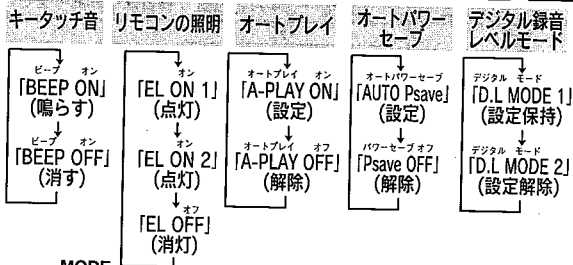 キータッチ音
ビープ オン
「BEEP ON」
(鳴らす)
ビープ オン
「BEEP OFF」
(消す)
リモコンの照明
オン
「EL ON 1」
(点灯)
「EL ON 2」
(点灯)
オフ
「EL OFF」
(消灯)
オートプレイ
オートプレイ オン
「A-PLAY ON」
(設定)
オートプレイ オフ
「A-PLAY OFF」
(解除)
オートパワー
セーブ
オートパワーセーブ
「AUTO Psave」
(設定)
パワーセーブ オフ
「Psave OFF」
(解除)
デジタル録音
レベルモード
デジタル モード
「D.L MODE 1」
(設定保持)
デジタル モード
「D.L MODE 2」
(設定解除)
MODE